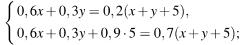 0,6x + 0,3y = 0,2(x + y + 5),
0,6x + 0,3y + 0,9 · 5 = 0,7(x + y + 5);